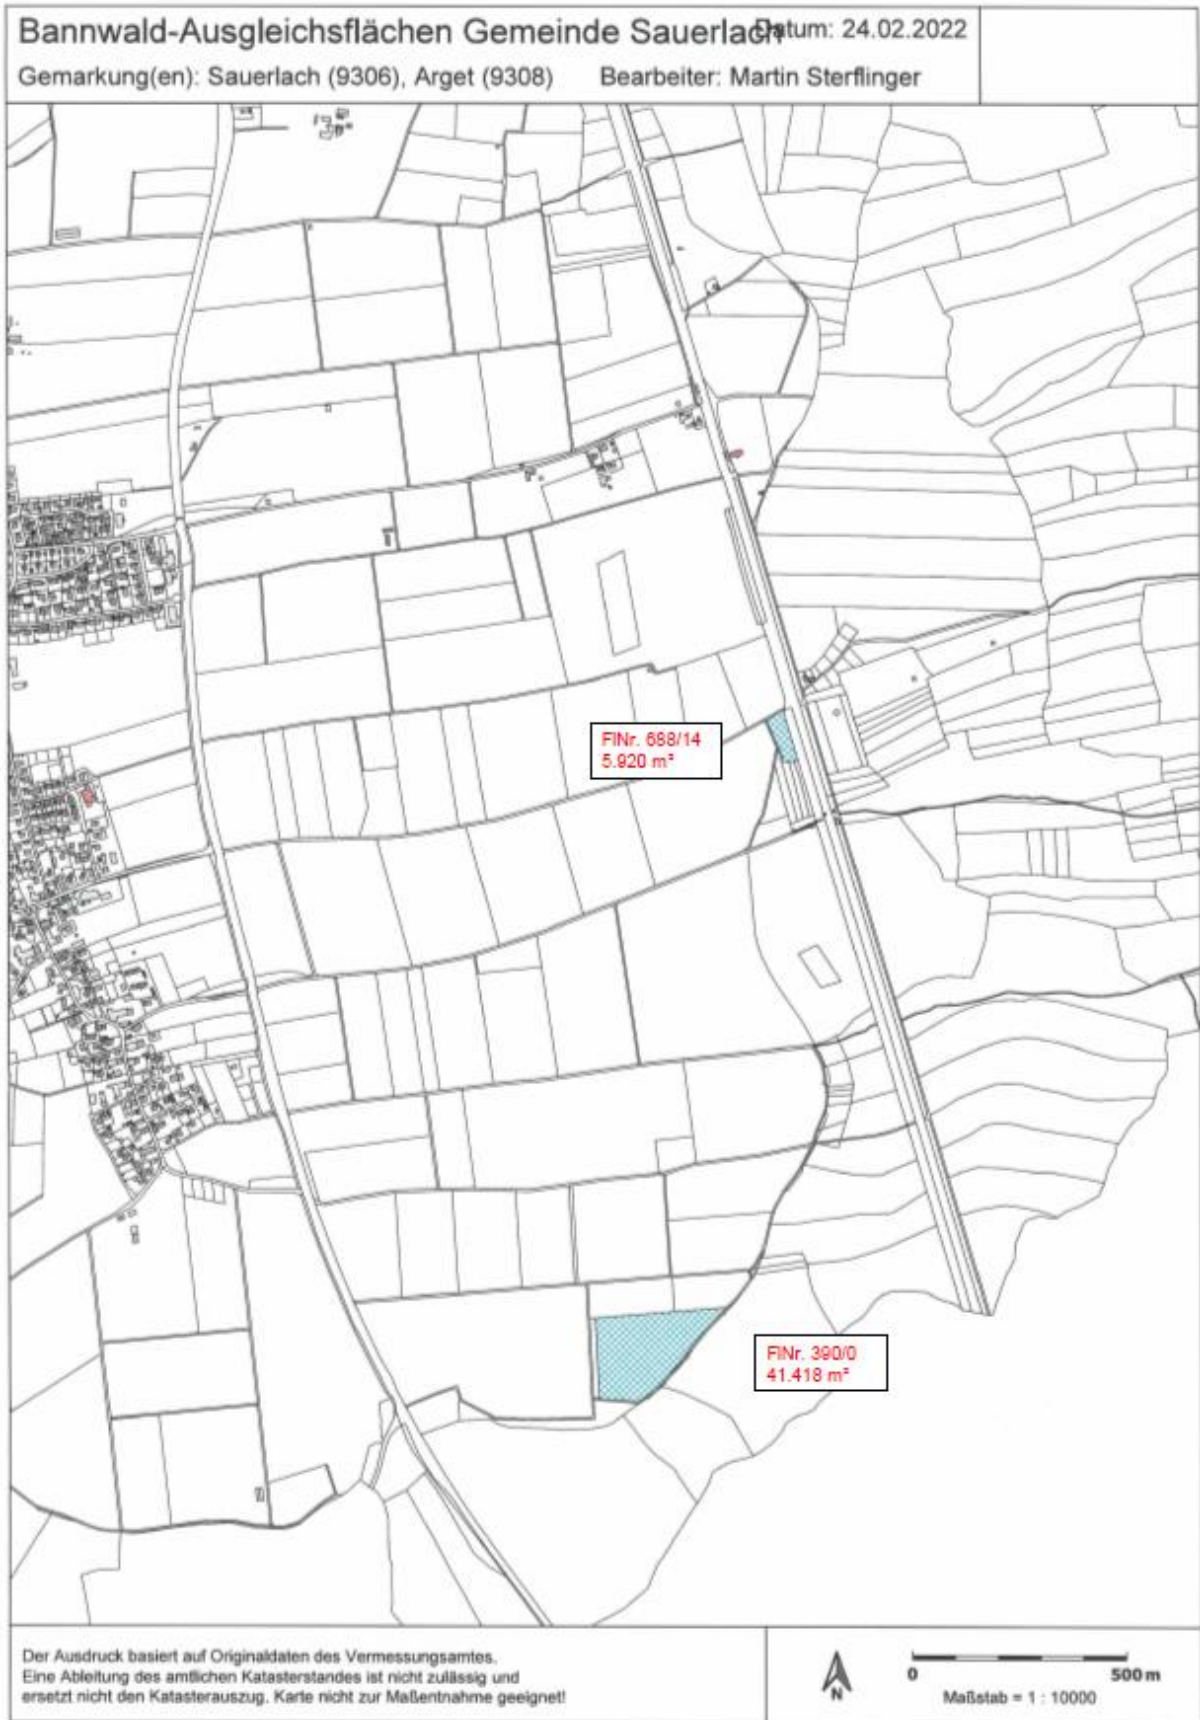 Bannwald-Ausgleichsflächen Gemeinde Sauerlach
Datum: 24.02.2022
Gemarkung(en): Sauerlach (9306), Arget (9308) Bearbeiter: Martin Sterflinger
FlNr. 688/14
5.920 m²
FlNr. 390/0
41.418 m²
Der Ausdruck basiert auf Originaldaten des Vermessungsamtes.
Eine Ableitung des amtlichen Katasterstandes ist nicht zulässig und
ersetzt nicht den Katasterauszug. Karte nicht zur Maßentnahme geeignet!
N
0 500 m
Maßstab = 1 : 10000